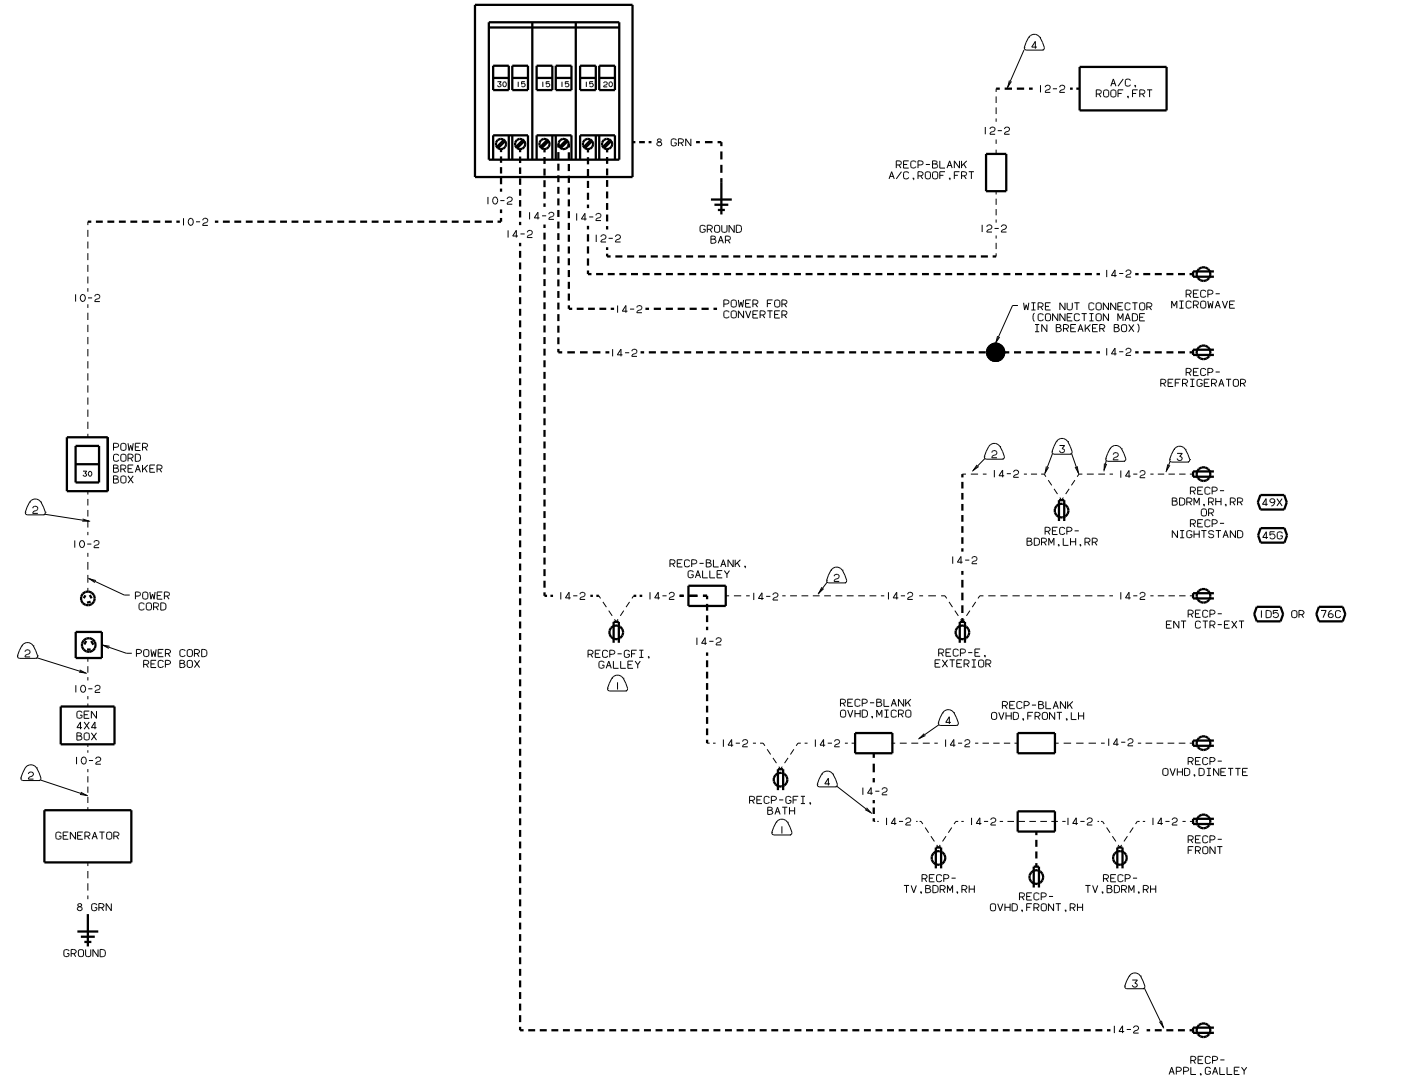 30 15 15 15 15 20
4
12-2
A/C,
ROOF,FRT
12-2
8 GRN
RECP-BLANK
A/C,ROOF,FRT
10-2
14-2
14-2
14-2
12-2
10-2
GROUND
BAR
12-2
14-2
RECP-
MICROWAVE
10-2
14-2
POWER FOR
CONVERTER
WIRE NUT CONNECTOR
(CONNECTION MADE
IN BREAKER BOX)
14-2
14-2
RECP-
REFRIGERATOR
30
POWER
CORD
BREAKER
BOX
2
10-2
POWER
CORD
2
14-2
3
2
14-2
3
RECP-
BDRM,RH,RR
OR
RECP-
NIGHTSTAND
49X
45G
RECP-
BDRM,LH,RR
14-2
RECP-BLANK,
GALLEY
14-2
14-2
14-2
2
14-2
14-2
RECP-
ENT CTR-EXT
1D5 OR 76C
RECP-GFI,
GALLEY
1
14-2
RECP-E,
EXTERIOR
POWER CORD
RECP BOX
2
10-2
GEN
4X4
BOX
10-2
2
GENERATOR
8 GRN
GROUND
RECP-BLANK
OVHD,MICRO
4
RECP-BLANK
OVHD,FRONT,LH
14-2
14-2
14-2
14-2
RECP-
OVHD,DINETTE
RECP-GFI,
BATH
1
4
14-2
14-2
14-2
14-2
14-2
RECP-
FRONT
RECP-
TV,BDRM,RH
RECP-
OVHD,FRONT,RH
RECP-
TV,BDRM,RH
3
14-2
RECP-
APPL,GALLEY